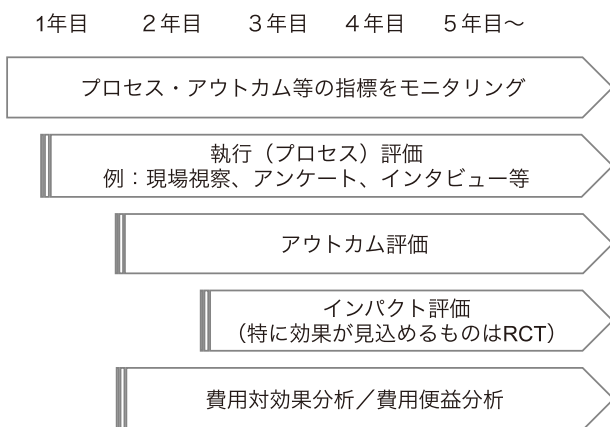 1年目 2年目 3年目 4年目 5年目〜
プロセス・アウトカム等の指標をモニタリング
執行（プロセス）評価
例：現場視察、アンケート、インタビュー等
アウトカム評価
インパクト評価
（特に効果が見込めるものはRCT）
費用対効果分析／費用便益分析